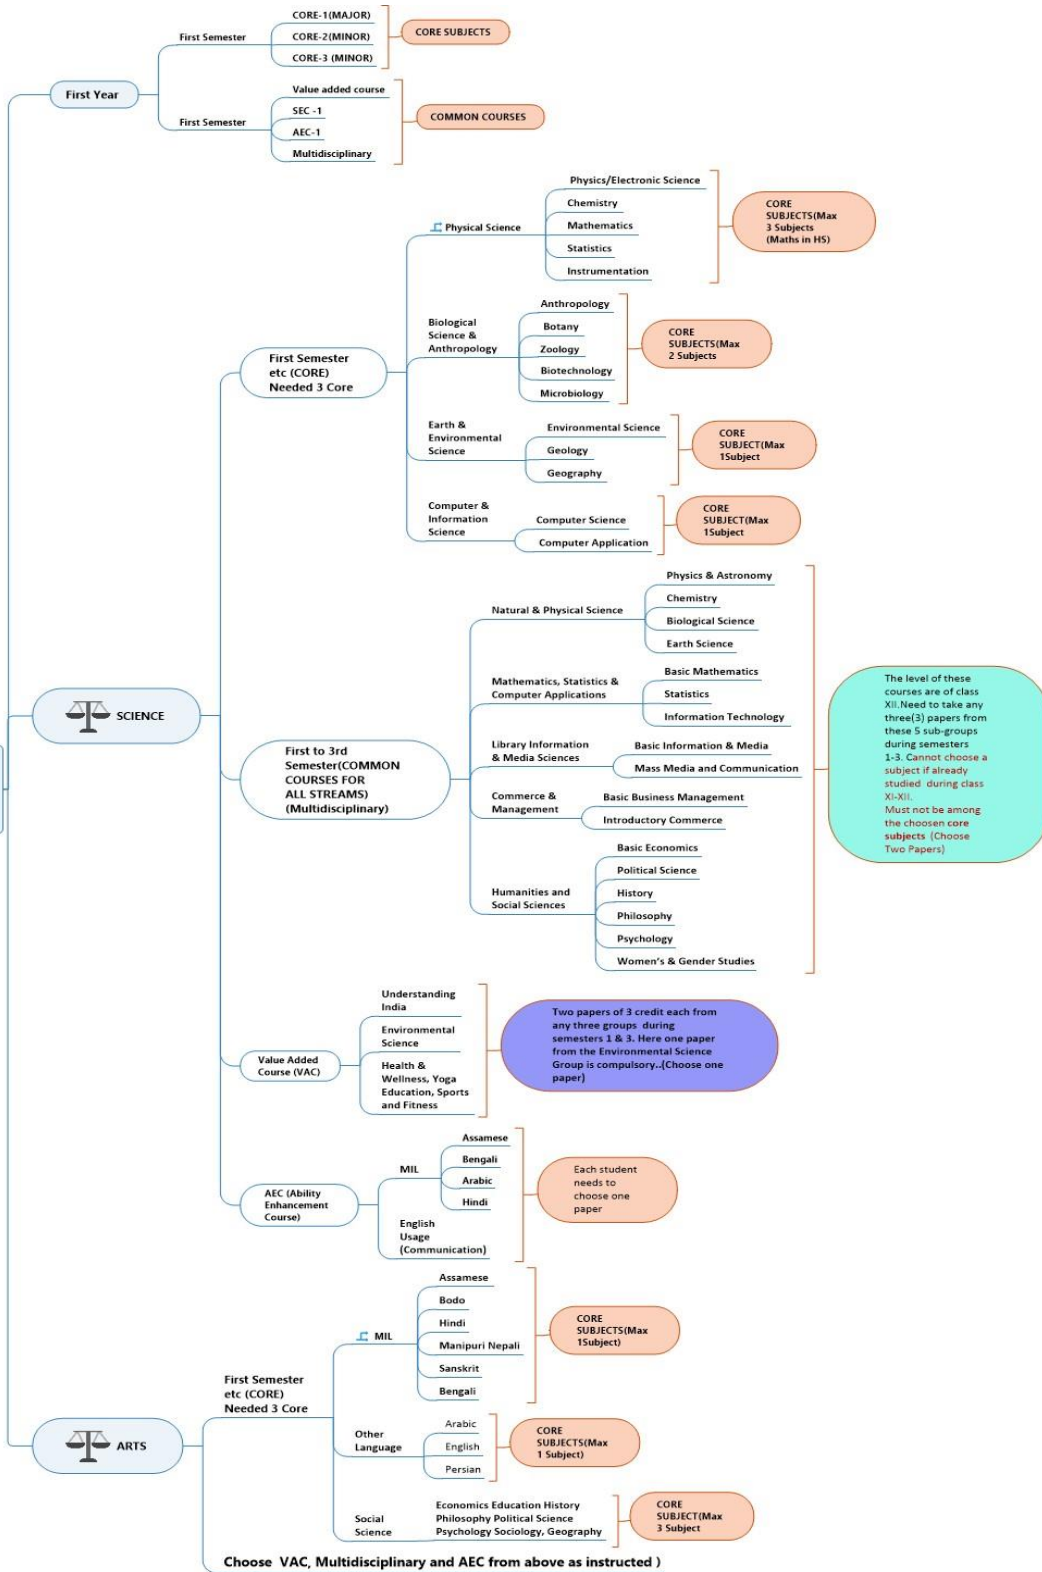 First Year
First Semester
CORE-1(MAJOR)
CORE-2(MINOR)
CORE-3 (MINOR)
CORE SUBJECTS
First Semester
Value added course
SEC -1
AEC-1
Multidisciplinary
COMMON COURSES
SCIENCE
First Semester
etc (CORE)
Needed 3 Core
Physical Science
Physics/Electronic Science
Chemistry
Mathematics
Statistics
Instrumentation
CORE
SUBJECTS(Max
3 Subjects
(Maths in HS)
Biological
Science &
Anthropology
Anthropology
Botany
Zoology
Biotechnology
Microbiology
CORE
SUBJECTS(Max
2 Subjects
Earth &
Environmental
Science
Environmental Science
Geology
Geography
CORE
SUBJECT(Max
1Subject
Computer &
Information
Science
Computer Science
Computer Application
CORE
SUBJECT(Max
1Subject
First to 3rd
Semester(COMMON
COURSES FOR
ALL STREAMS)
(Multidisciplinary)
Natural & Physical Science
Physics & Astronomy
Chemistry
Biological Science
Earth Science
Mathematics, Statistics &
Computer Applications
Basic Mathematics
Statistics
Information Technology
Library Information
& Media Sciences
Basic Information & Media
Mass Media and Communication
Commerce &
Management
Basic Business Management
Introductory Commerce
Humanities and
Social Sciences
Basic Economics
Political Science
History
Philosophy
Psychology
Women's & Gender Studies
The level of these
courses are of class
XII.Need to take any
three(3) papers from
these 5 sub-groups
during semesters
1-3. Cannot choose a
subject if already
studied during class
XI-XII.
Must not be among
the choosen core
subjects (Choose
Two Papers)
Value Added
Course (VAC)
Understanding
India
Environmental
Science
Health &
Wellness, Yoga
Education, Sports
and Fitness
Two papers of 3 credit each from
any three groups during
semesters 1 & 3. Here one paper
from the Environmental Science
Group is compulsory..(Choose one
paper)
AEC (Ability
Enhancement
Course)
MIL
Assamese
Bengali
Arabic
Hindi
English
Usage
(Communication)
Each student
needs to
choose one
paper
ARTS
First Semester
etc (CORE)
Needed 3 Core
MIL
Assamese
Bodo
Hindi
Manipuri Nepali
Sanskrit
Bengali
CORE
SUBJECTS(Max
1Subject)
Other
Language
Arabic
English
Persian
CORE
SUBJECTS(Max
1 Subject)
Social
Science
Economics Education History
Philosophy Political Science
Psychology Sociology, Geography
CORE
SUBJECT(Max
3 Subject
Choose VAC, Multidisciplinary and AEC from above as instructed )